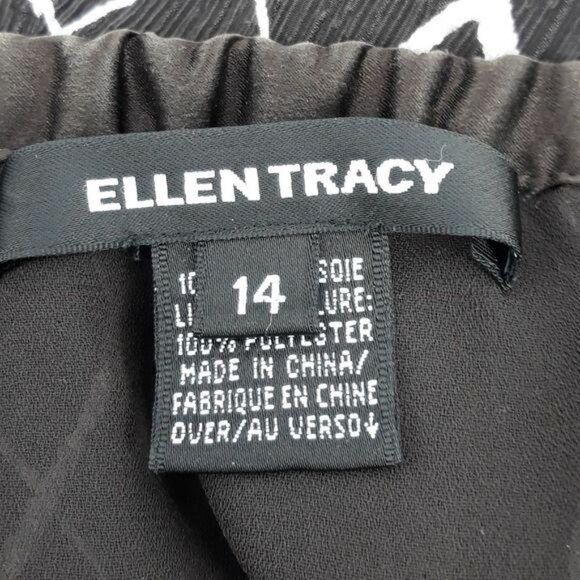 ELLEN TRACY
14
SOIE
100% POLYESTER
MADE IN CHINA/
FABRIQUE EN CHINE
OVER/AU VERSO↓